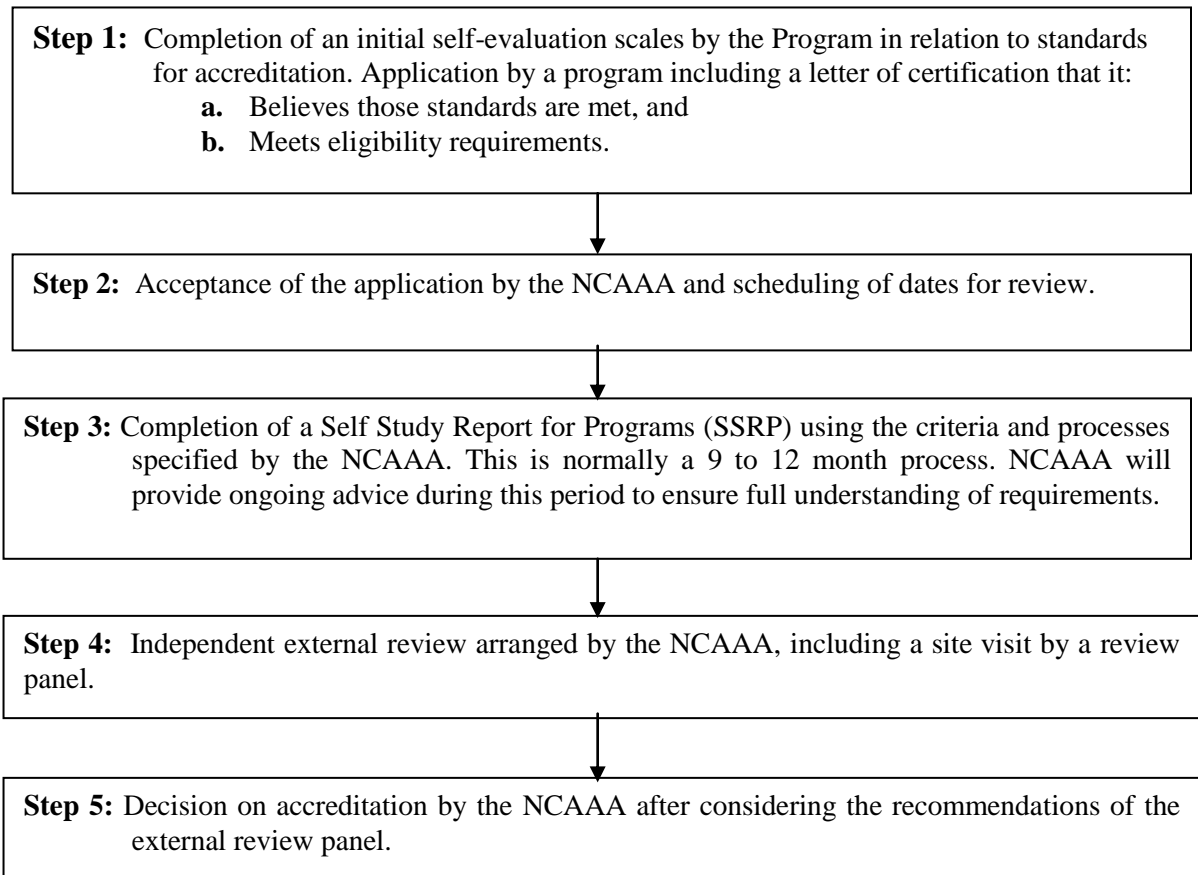 Step 1: Completion of an initial self-evaluation scales by the Program in relation to standards
for accreditation. Application by a program including a letter of certification that it:
a. Believes those standards are met, and
b. Meets eligibility requirements.
Step 2: Acceptance of the application by the NCAAA and scheduling of dates for review.
Step 3: Completion of a Self Study Report for Programs (SSRP) using the criteria and processes
specified by the NCAAA. This is normally a 9 to 12 month process. NCAAA will
provide ongoing advice during this period to ensure full understanding of requirements.
Step 4: Independent external review arranged by the NCAAA, including a site visit by a review
panel.
Step 5: Decision on accreditation by the NCAAA after considering the recommendations of the
external review panel.